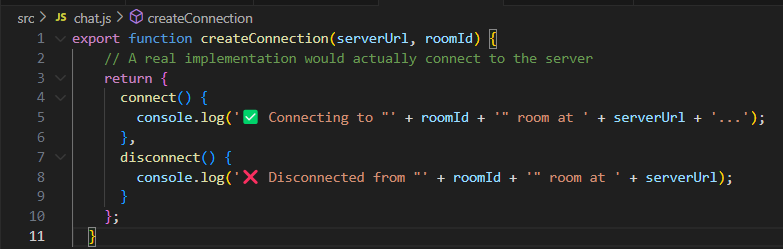 src > JS chat.js > createConnection
1 export function createConnection(serverUrl, roomId) {
2   // A real implementation would actually connect to the server
3   return {
4     connect() {
5       console.log('✅ Connecting to "' + roomId + '" room at ' + serverUrl + '...');
6     },
7     disconnect() {
8       console.log('❌ Disconnected from "' + roomId + '" room at ' + serverUrl);
9     }
10   };
11 }